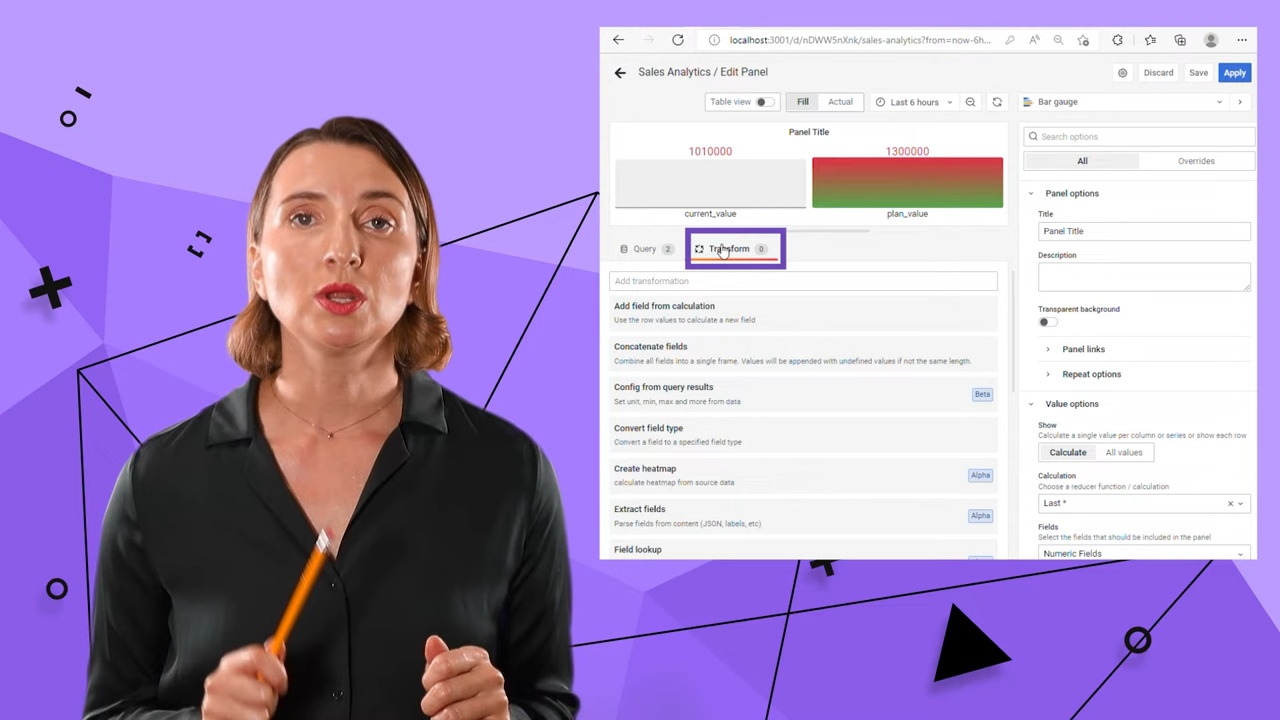 localhost:3001/d/nDWW5nXnk/sales-analytics?from=now-6h...
Sales Analytics / Edit Panel
Discard
Save
Apply
Table view
Fill
Actual
Last 6 hours
Bar gauge
Panel Title
1010000
1300000
current_value
plan_value
Query 2
Transform 0
Add transformation
Add field from calculation
Use the row values to calculate a new field
Concatenate fields
Combine all fields into a single frame. Values will be appended with undefined values if not the same length.
Config from query results
Set unit, min, max and more from data
Beta
Convert field type
Convert a field to a specified field type
Create heatmap
calculate heatmap from source data
Alpha
Extract fields
Parse fields from content (JSON, labels, etc)
Alpha
Field lookup
Search options
All
Overrides
Panel options
Title
Panel Title
Description
Transparent background
Panel links
Repeat options
Value options
Show
Calculate a single value per column or series or show each row
Calculate
All values
Calculation
Choose a reducer function / calculation
Last *
Fields
Select the fields that should be included in the panel
Numeric Fields